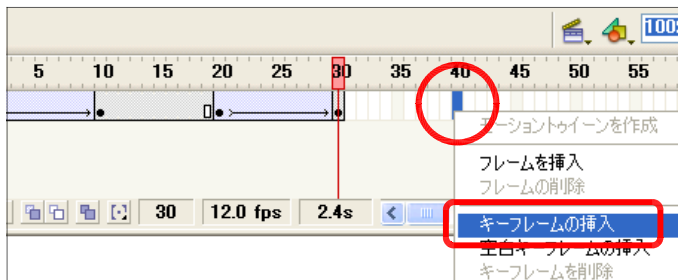 100%
5 10 15 20 25 30 35 40 45 50 55
モーショントゥイーンを作成
フレームを挿入
フレームの削除
30 12.0 fps 2.4s
キーフレームの挿入
空白キーフレームの挿入
キーフレームを削除